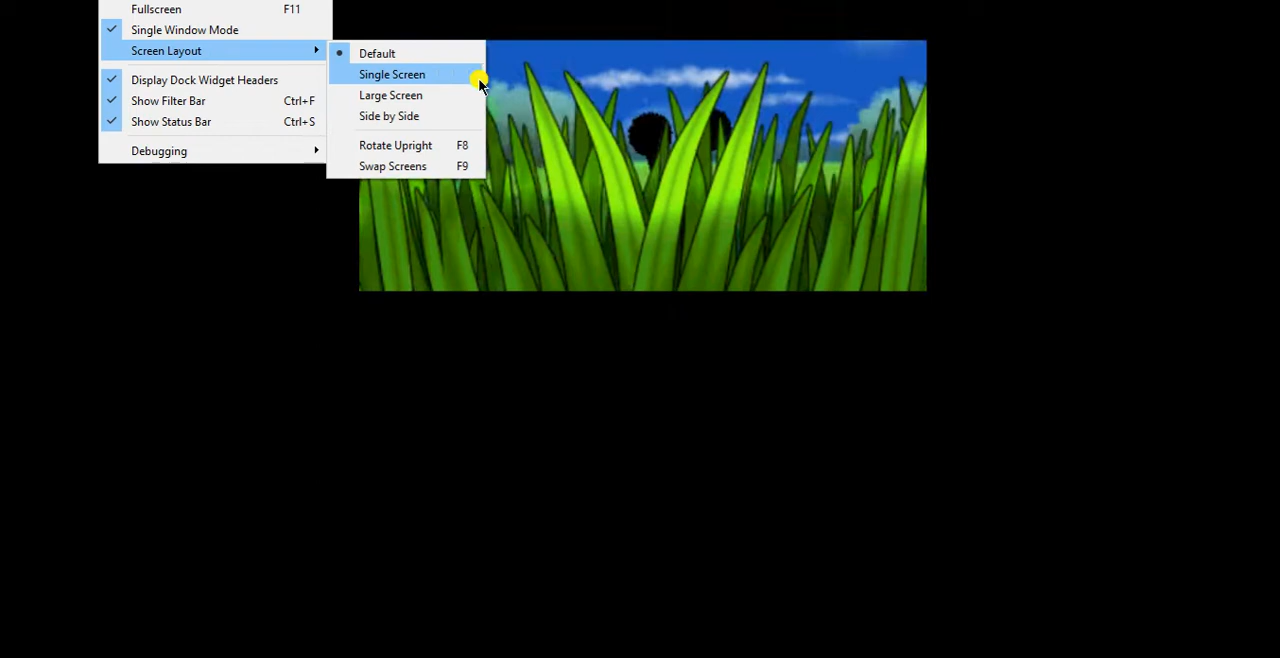 Fullscreen F11
Single Window Mode
Screen Layout
Display Dock Widget Headers
Show Filter Bar Ctrl+F
Show Status Bar Ctrl+S
Debugging
Default
Single Screen
Large Screen
Side by Side
Rotate Upright F8
Swap Screens F9